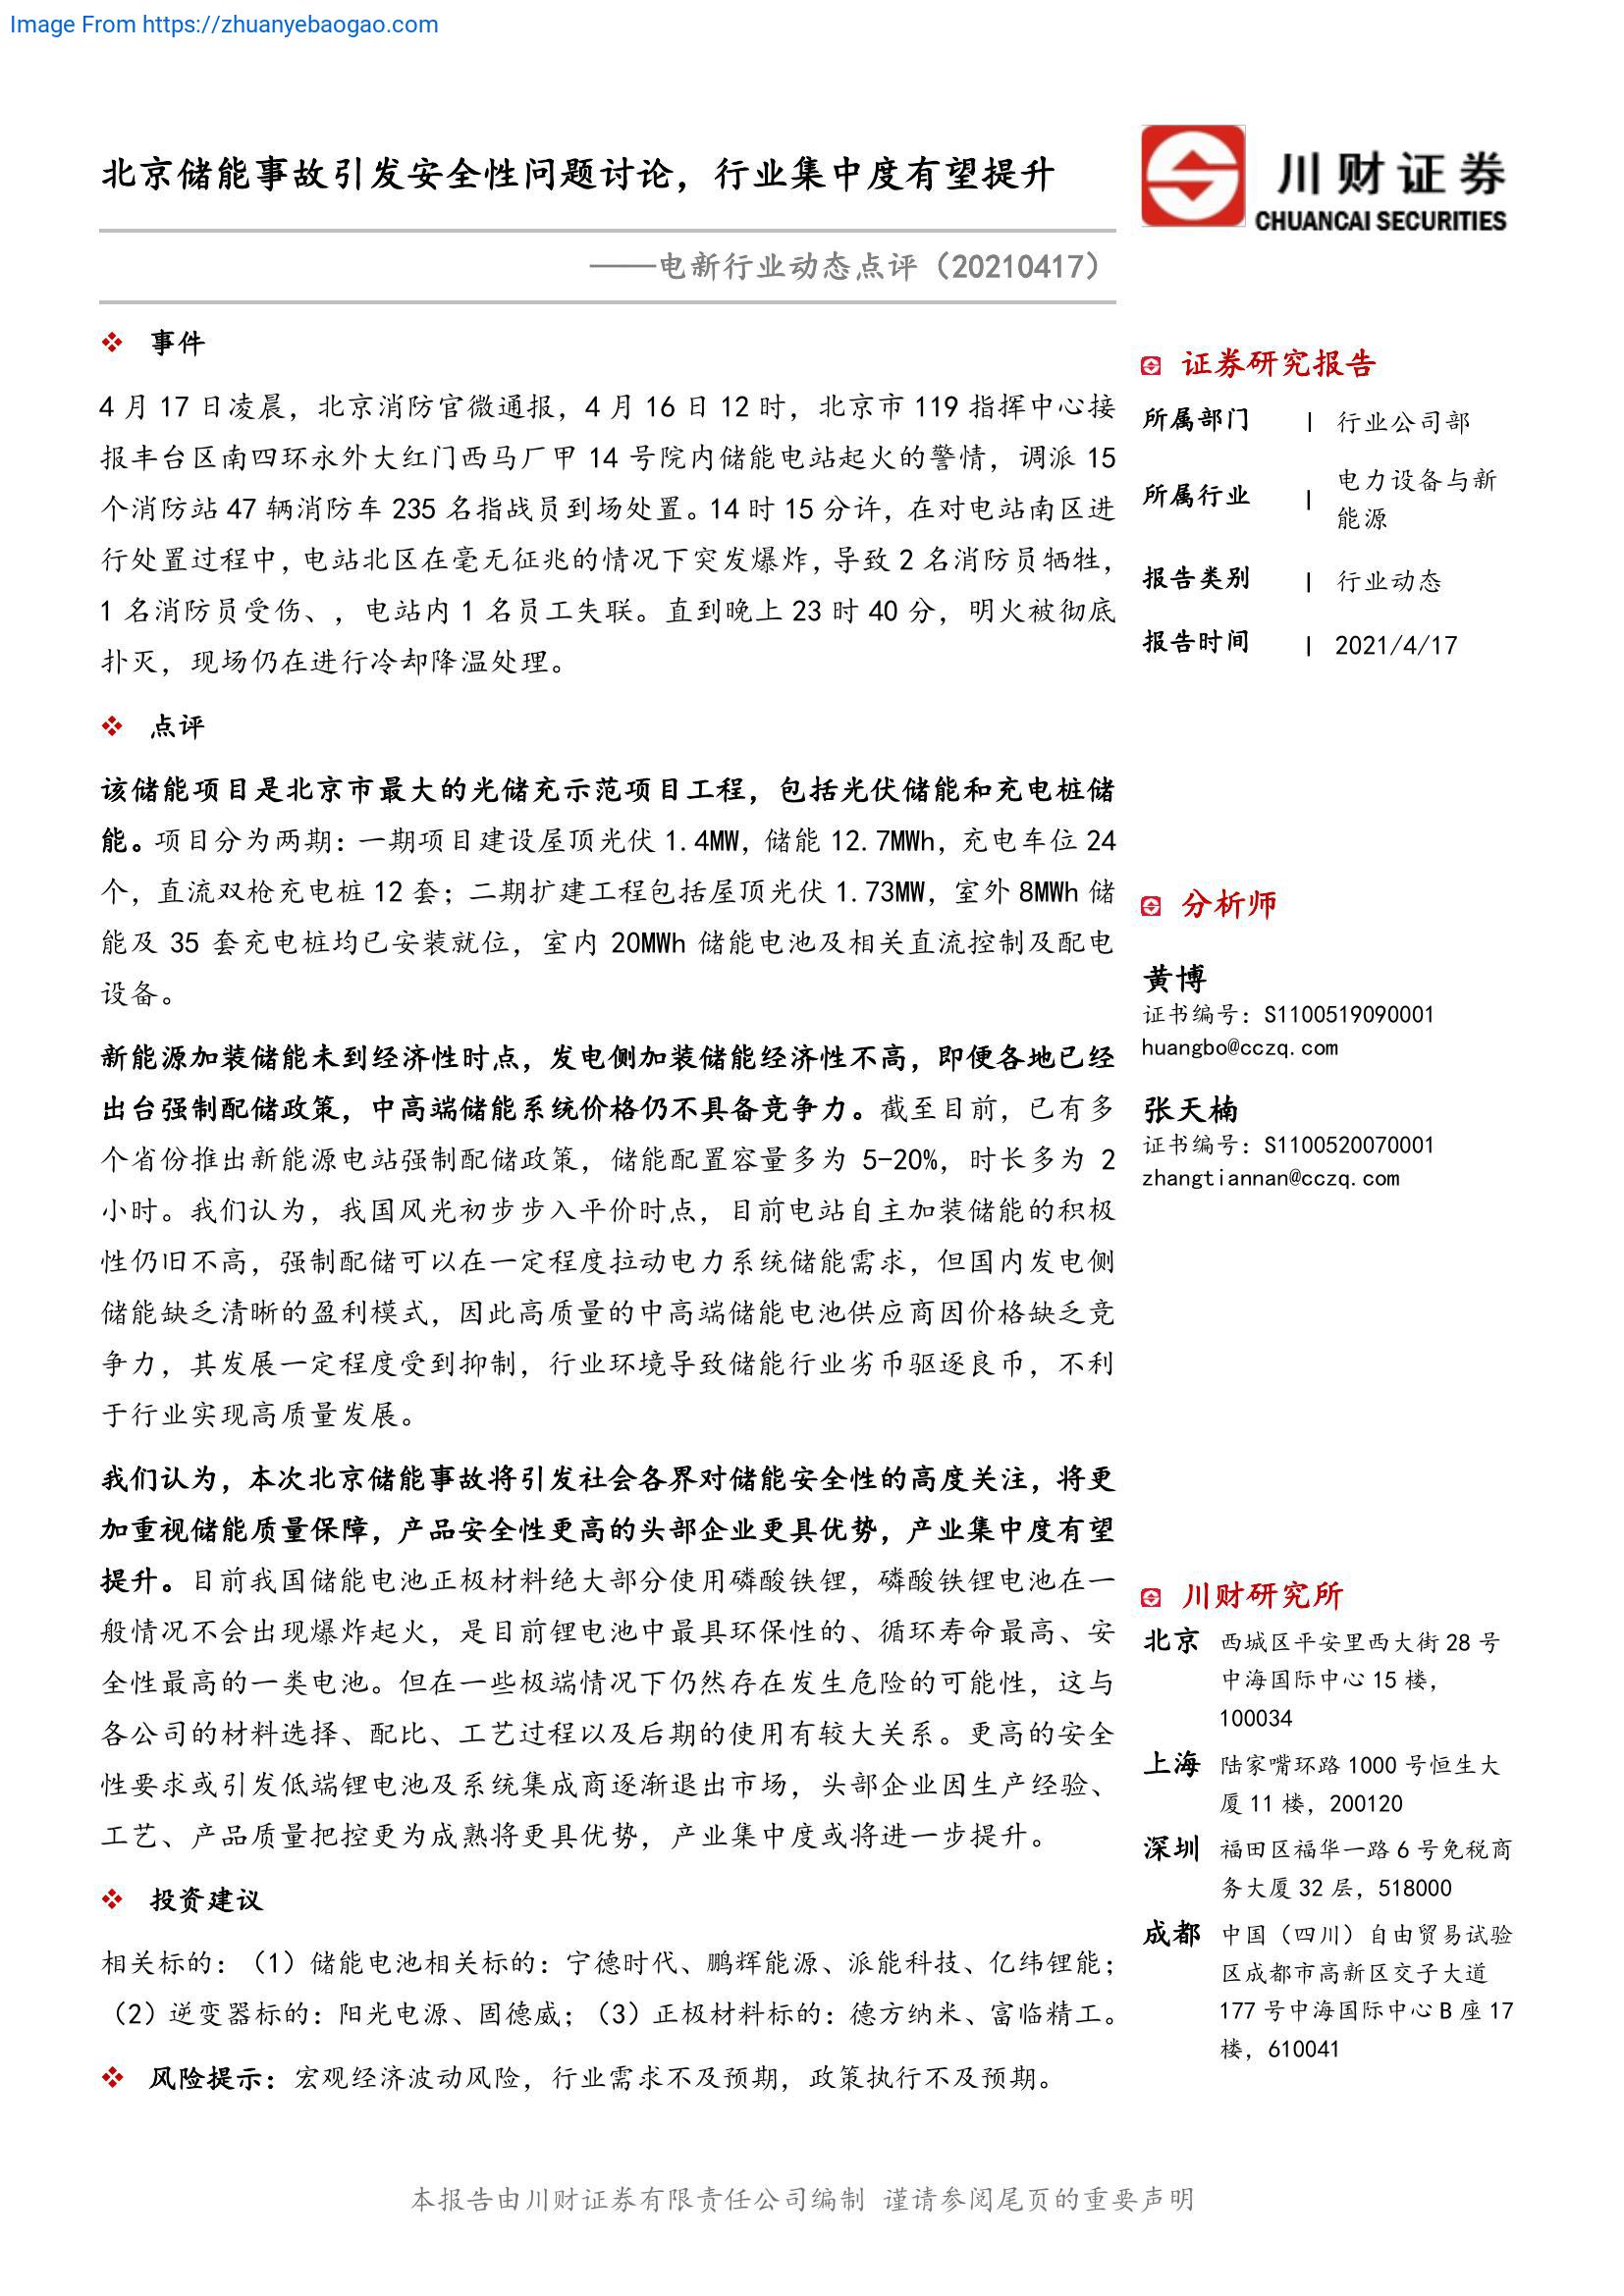 Image From https://zhuanyebaogao.com
北京储能事故引发安全性问题讨论，行业集中度有望提升
——电新行业动态点评（20210417）
川财证券
CHUANCAI SECURITIES
事件
4 月 17 日凌晨，北京消防官微通报，4 月 16 日 12 时，北京市 119 指挥中心接
报丰台区南四环永外大红门西马厂甲 14 号院内储能电站起火的警情，调派 15
个消防站 47 辆消防车 235 名指战员到场处置。14 时 15 分许，在对电站南区进
行处置过程中，电站北区在毫无征兆的情况下突发爆炸，导致 2 名消防员牺牲，
1 名消防员受伤、，电站内 1 名员工失联。直到晚上 23 时 40 分，明火被彻底
扑灭，现场仍在进行冷却降温处理。
点评
该储能项目是北京市最大的光储充示范项目工程，包括光伏储能和充电桩储
能。项目分为两期：一期项目建设屋顶光伏 1.4MW，储能 12.7MWh，充电车位 24
个，直流双枪充电桩 12 套；二期扩建工程包括屋顶光伏 1.73MW，室外 8MWh 储
能及 35 套充电桩均已安装就位，室内 20MWh 储能电池及相关直流控制及配电
设备。
新能源加装储能未到经济性时点，发电侧加装储能经济性不高，即便各地已经
出台强制配储政策，中高端储能系统价格仍不具备竞争力。截至目前，已有多
个省份推出新能源电站强制配储政策，储能配置容量多为 5-20%，时长多为 2
小时。我们认为，我国风光初步步入平价时点，目前电站自主加装储能的积极
性仍旧不高，强制配储可以在一定程度拉动电力系统储能需求，但国内发电侧
储能缺乏清晰的盈利模式，因此高质量的中高端储能电池供应商因价格缺乏竞
争力，其发展一定程度受到抑制，行业环境导致储能行业劣币驱逐良币，不利
于行业实现高质量发展。
我们认为，本次北京储能事故将引发社会各界对储能安全性的高度关注，将更
加重视储能质量保障，产品安全性更高的头部企业更具优势，产业集中度有望
提升。目前我国储能电池正极材料绝大部分使用磷酸铁锂，磷酸铁锂电池在一
般情况不会出现爆炸起火，是目前锂电池中最具环保性的、循环寿命最高、安
全性最高的一类电池。但在一些极端情况下仍然存在发生危险的可能性，这与
各公司的材料选择、配比、工艺过程以及后期的使用有较大关系。更高的安全
性要求或引发低端锂电池及系统集成商逐渐退出市场，头部企业因生产经验、
工艺、产品质量把控更为成熟将更具优势，产业集中度或将进一步提升。
投资建议
相关标的：（1）储能电池相关标的：宁德时代、鹏辉能源、派能科技、亿纬锂能；
（2）逆变器标的：阳光电源、固德威；（3）正极材料标的：德方纳米、富临精工。
风险提示：宏观经济波动风险，行业需求不及预期，政策执行不及预期。
证券研究报告
所属部门 | 行业公司部
所属行业 | 电力设备与新
能源
报告类别 | 行业动态
报告时间 | 2021/4/17
分析师
黄博
证书编号：S1100519090001
huangbo@cczq.com
张天楠
证书编号：S1100520070001
zhangtiannan@cczq.com
川财研究所
北京 西城区平安里西大街 28 号
中海国际中心 15 楼，
100034
上海 陆家嘴环路 1000 号恒生大
厦 11 楼，200120
深圳 福田区福华一路 6 号免税商
务大厦 32 层，518000
成都 中国（四川）自由贸易试验
区成都市高新区交子大道
177 号中海国际中心 B 座 17
楼，610041
本报告由川财证券有限责任公司编制 谨请参阅尾页的重要声明